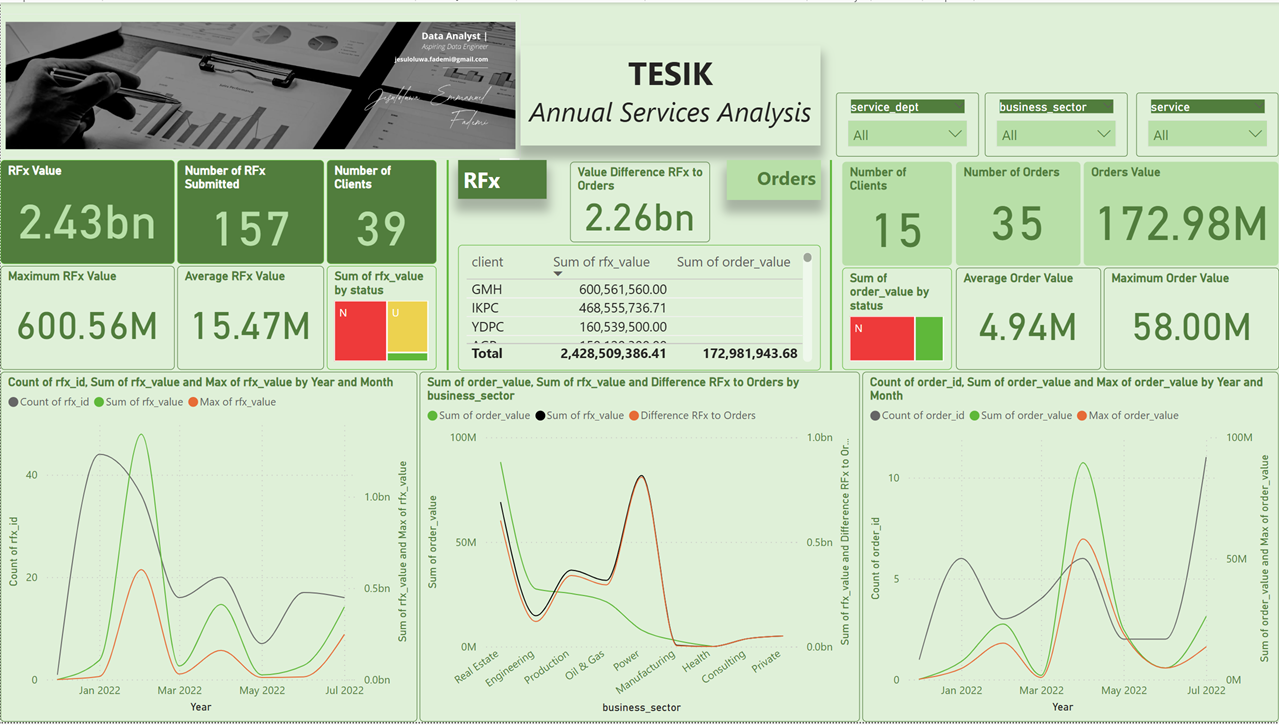 Data Analyst |
Aspiring Data Engineer
jesuloluwa.fademi@gmail.com
Jesuloluwa Emmanuel
Fademi
TESIK
Annual Services Analysis
service_dept
All
business_sector
All
service
All
RFx Value
2.43bn
Number of RFx
Submitted
157
Number of
Clients
39
Maximum RFx Value
600.56M
Average RFx Value
15.47M
Sum of rfx_value
by status
N
U
RFx
Value Difference RFx to
Orders
2.26bn
Orders
client Sum of rfx_value Sum of order_value
GMH 600,561,560.00
IKPC 468,555,736.71
YDPC 160,539,500.00
Total 2,428,509,386.41 172,981,943.68
Number of
Clients
15
Number of Orders
35
Orders Value
172.98M
Sum of
order_value by
status
N
Average Order Value
4.94M
Maximum Order Value
58.00M
Count of rfx_id, Sum of rfx_value and Max of rfx_value by Year and Month
Count of rfx_id Sum of rfx_value Max of rfx_value
Count of rfx_id
40
20
0
1.0bn
0.5bn
0.0bn
Sum of rfx_value and Max of rfx_value
Jan 2022 Mar 2022 May 2022 Jul 2022
Year
Sum of order_value, Sum of rfx_value and Difference RFx to Orders by
business_sector
Sum of order_value Sum of rfx_value Difference RFx to Orders
Sum of order_value
100M
50M
0M
1.0bn
0.5bn
0.0bn
Sum of rfx_value and Difference RFx to Or...
Real Estate
Engineering
Production
Oil & Gas
Power
Manufacturing
Health
Consulting
Private
business_sector
Count of order_id, Sum of order_value and Max of order_value by Year and
Month
Count of order_id Sum of order_value Max of order_value
Count of order_id
10
5
0
100M
50M
0M
Sum of order_value and Max of order_value
Jan 2022 Mar 2022 May 2022 Jul 2022
Year